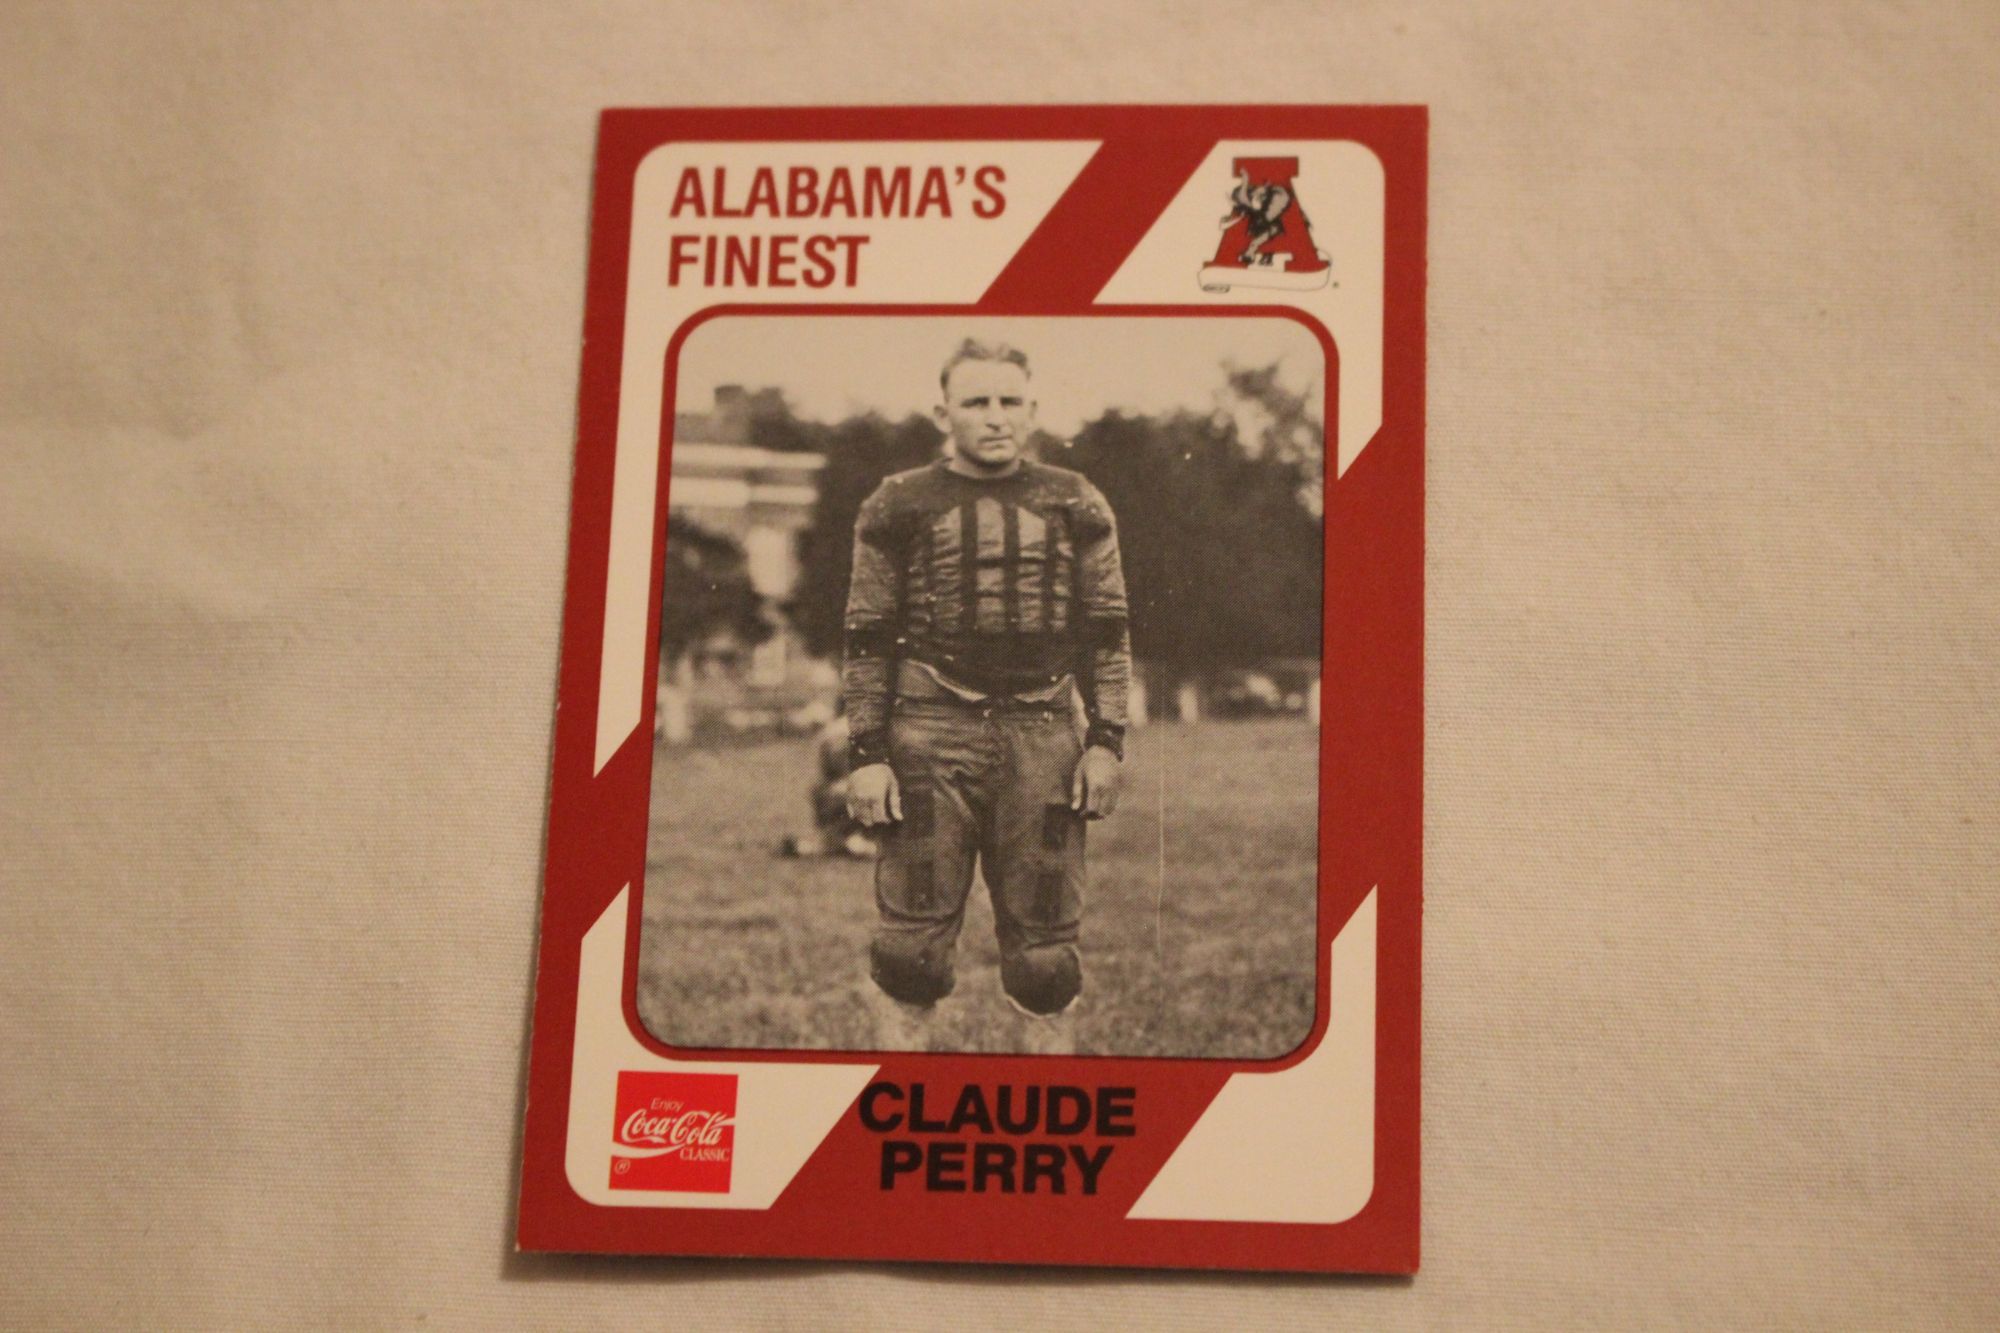 ALABAMA'S
FINEST
Enjoy
Coca-Cola
CLASSIC
®
CLAUDE
PERRY